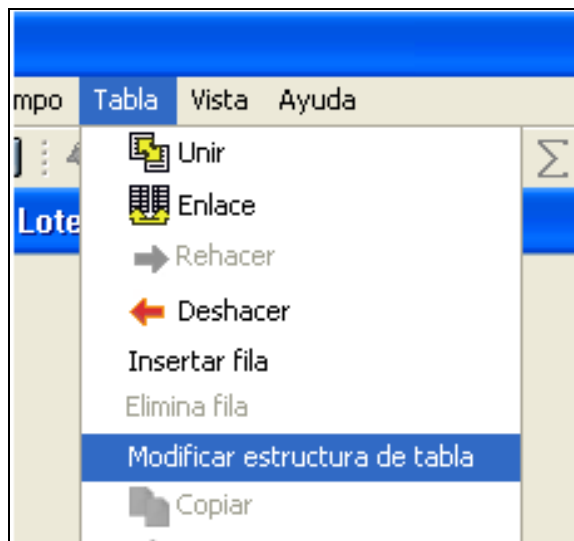 mpo Tabla Vista Ayuda
Unir
Enlace
Lote
Rehacer
Deshacer
Insertar fila
Elimina fila
Modificar estructura de tabla
Copiar